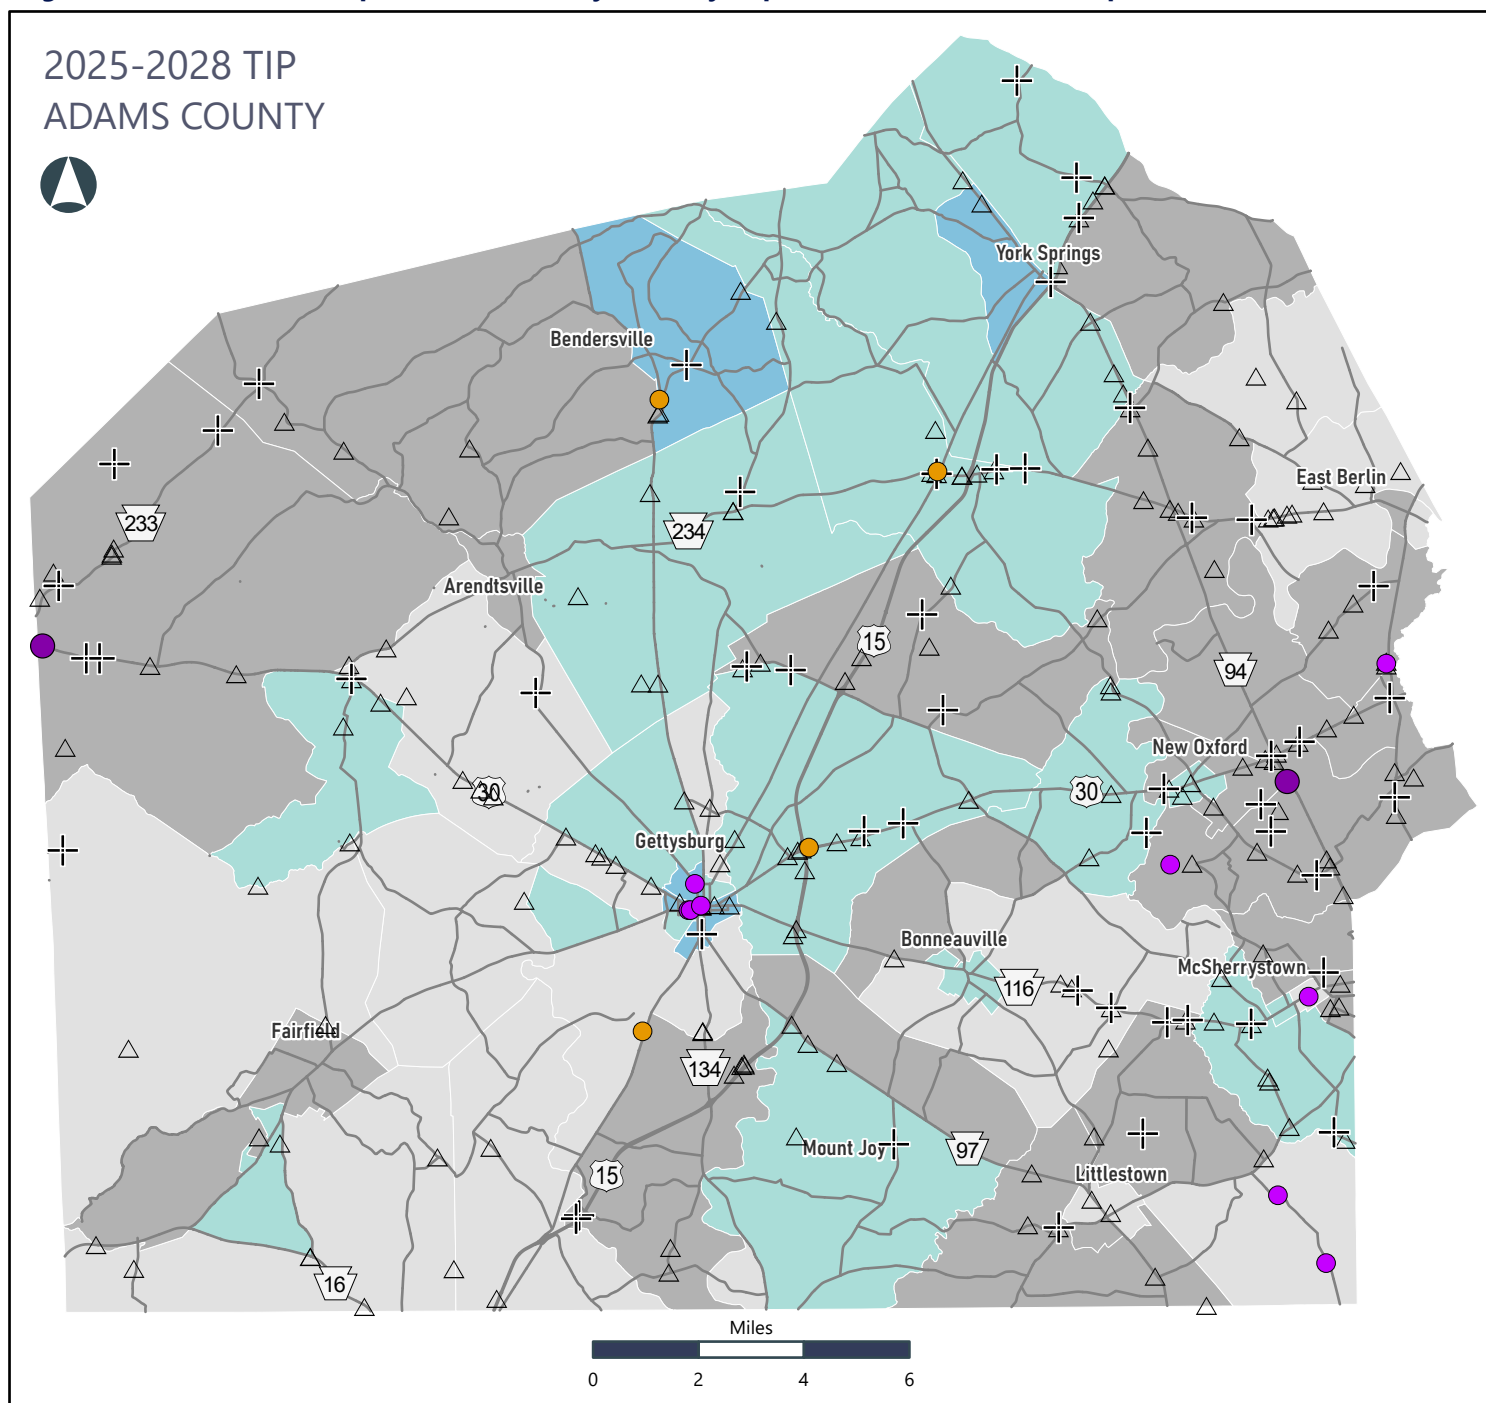 2025-2028 TIP
ADAMS COUNTY
York Springs
Bendersville
East Berlin
233
234
Arendtsville
15
94
New Oxford
30
30
Gettysburg
Bonneauville
McSherrystown
116
Fairfield
134
Mount Joy
97
Littlestown
15
16
Miles
0 2 4 6